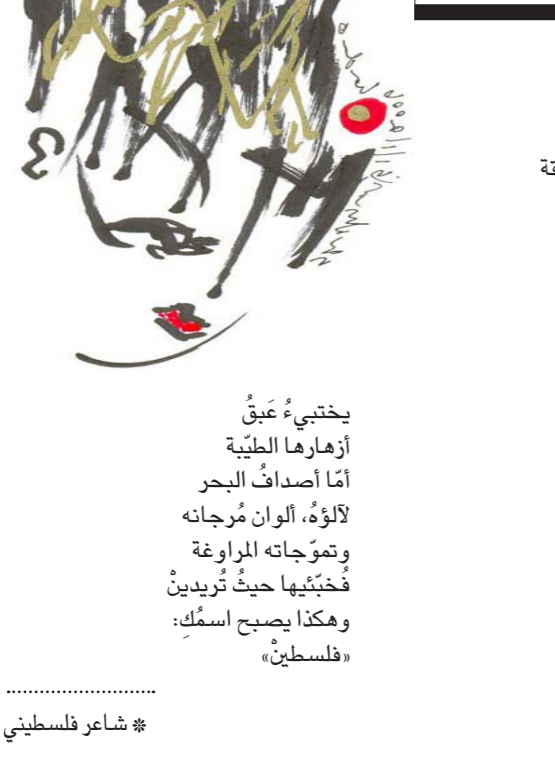 قة
يختبيءُ عَبقُ
أزهارها الطيّبة
أمّا أصدافُ البحر
لآلؤهُ، ألوان مُرجانه
وتموّجاته المراوغة
فُخبّئيها حيثُ تُريدينْ
وهكذا يصبح اسمُكِ:
«فلسطينْ»
* شاعر فلسطيني